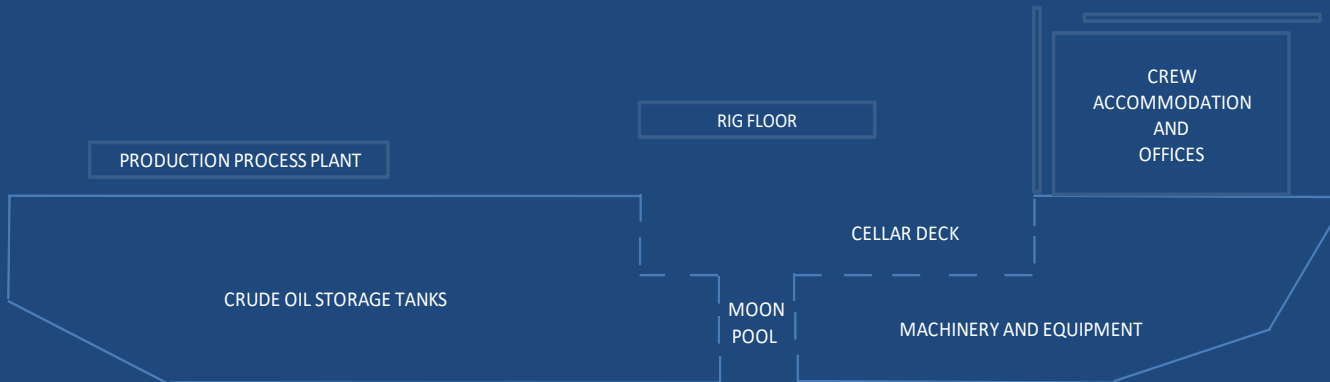 CREW
ACCOMMODATION
AND
OFFICES
RIG FLOOR
PRODUCTION PROCESS PLANT
CELLAR DECK
CRUDE OIL STORAGE TANKS
MOON
POOL
MACHINERY AND EQUIPMENT